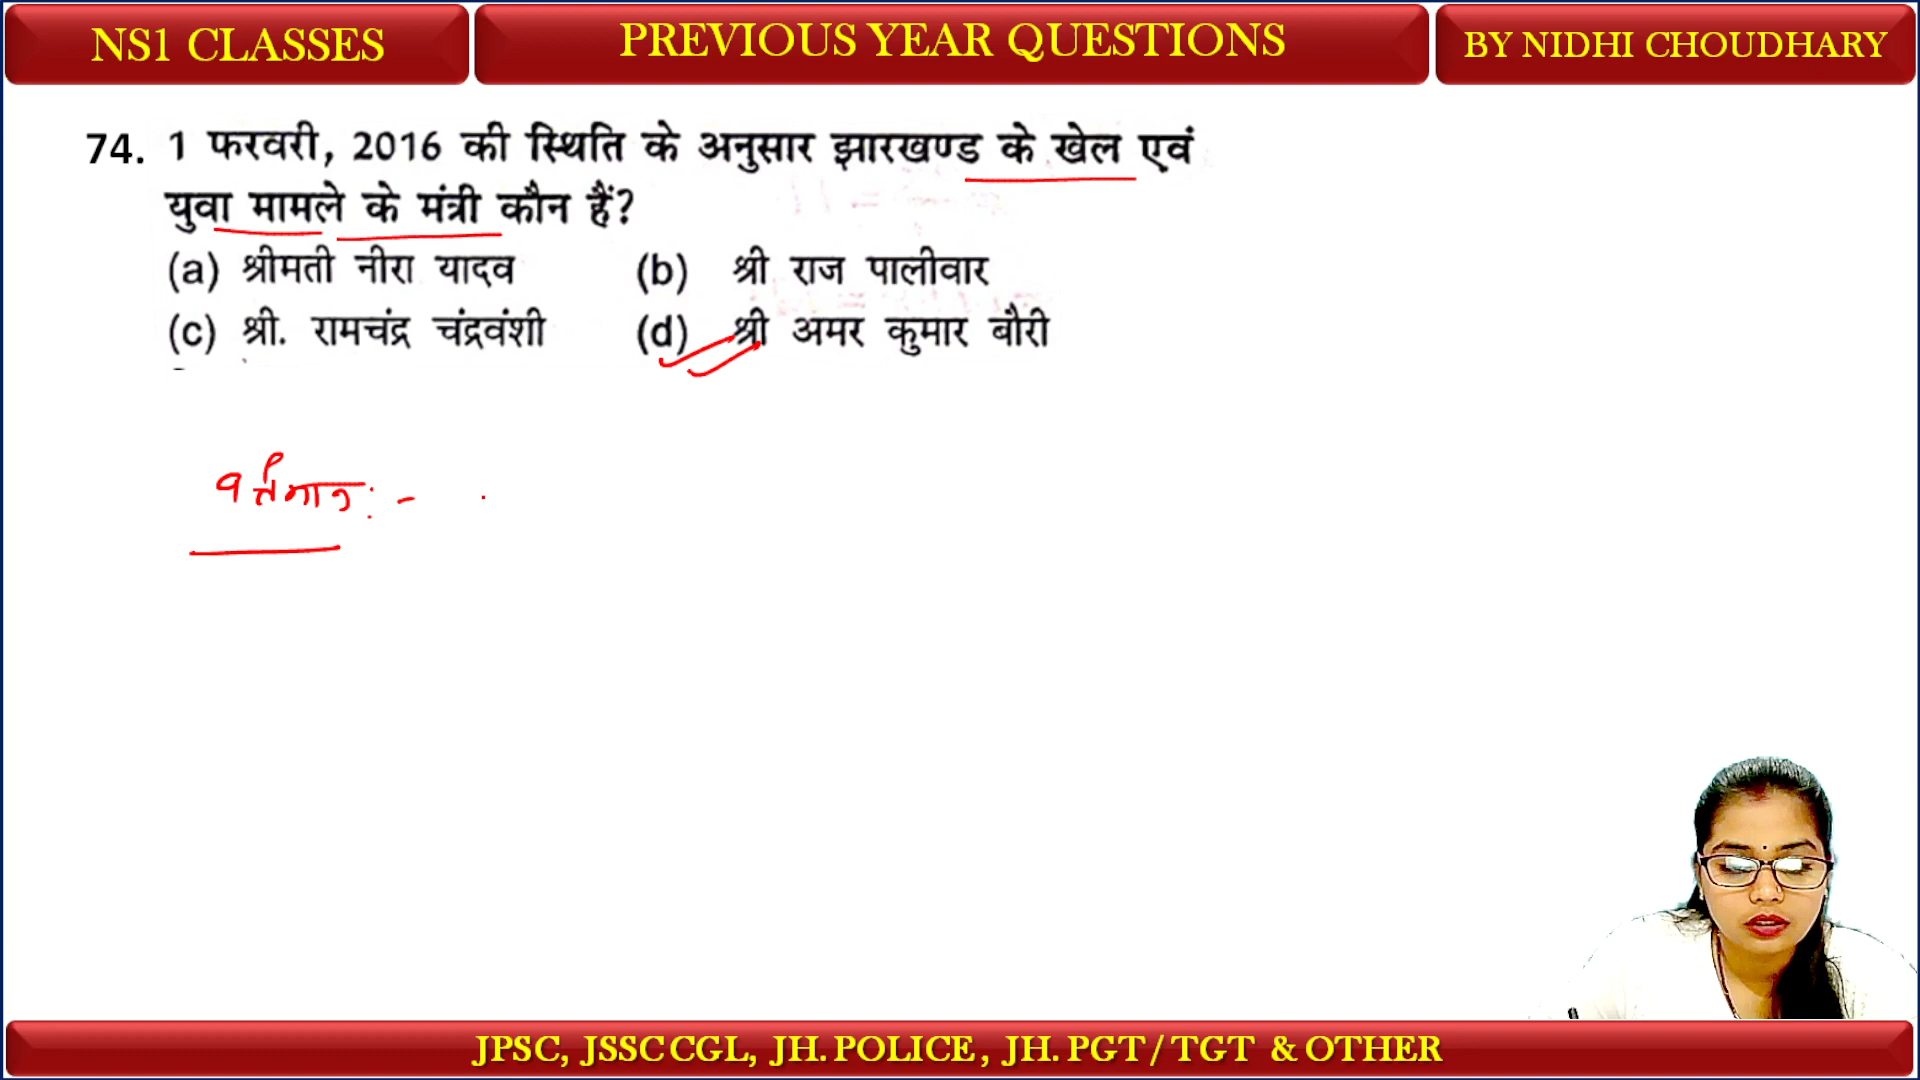 NS1 CLASSES
PREVIOUS YEAR QUESTIONS
BY NIDHI CHOUDHARY
74. 1 फरवरी, 2016 की स्थिति के अनुसार झारखण्ड के खेल एवं
युवा मामले के मंत्री कौन हैं?
(a) श्रीमती नीरा यादव (b) श्री राज पालीवार
(c) श्री. रामचंद्र चंद्रवंशी (d) श्री अमर कुमार बौरी
वर्तमान: -
JPSC, JSSC CGL, JH. POLICE, JH. PGT / TGT & OTHER